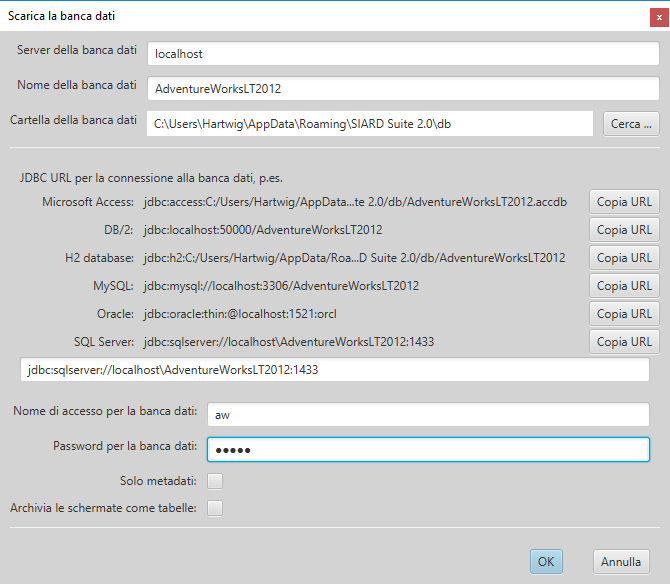 Scarica la banca dati x
Server della banca dati localhost
Nome della banca dati AdventureWorksLT2012
Cartella della banca dati C:\Users\Hartwig\AppData\Roaming\SIARD Suite 2.0\db Cerca ...
JDBC URL per la connessione alla banca dati, p.es.
Microsoft Access: jdbc:access:C:/Users/Hartwig/AppData...te 2.0/db/AdventureWorksLT2012.accdb Copia URL
DB/2: jdbc:localhost:50000/AdventureWorksLT2012 Copia URL
H2 database: jdbc:h2:C:/Users/Hartwig/AppData/Roa...D Suite 2.0/db/AdventureWorksLT2012 Copia URL
MySQL: jdbc:mysql://localhost:3306/AdventureWorksLT2012 Copia URL
Oracle: jdbc:oracle:thin:@localhost:1521:orcl Copia URL
SQL Server: jdbc:sqlserver://localhost\AdventureWorksLT2012:1433 Copia URL
jdbc:sqlserver://localhost\AdventureWorksLT2012:1433
Nome di accesso per la banca dati: aw
Password per la banca dati: •••••
Solo metadati:
Archivia le schermate come tabelle:
OK Annulla